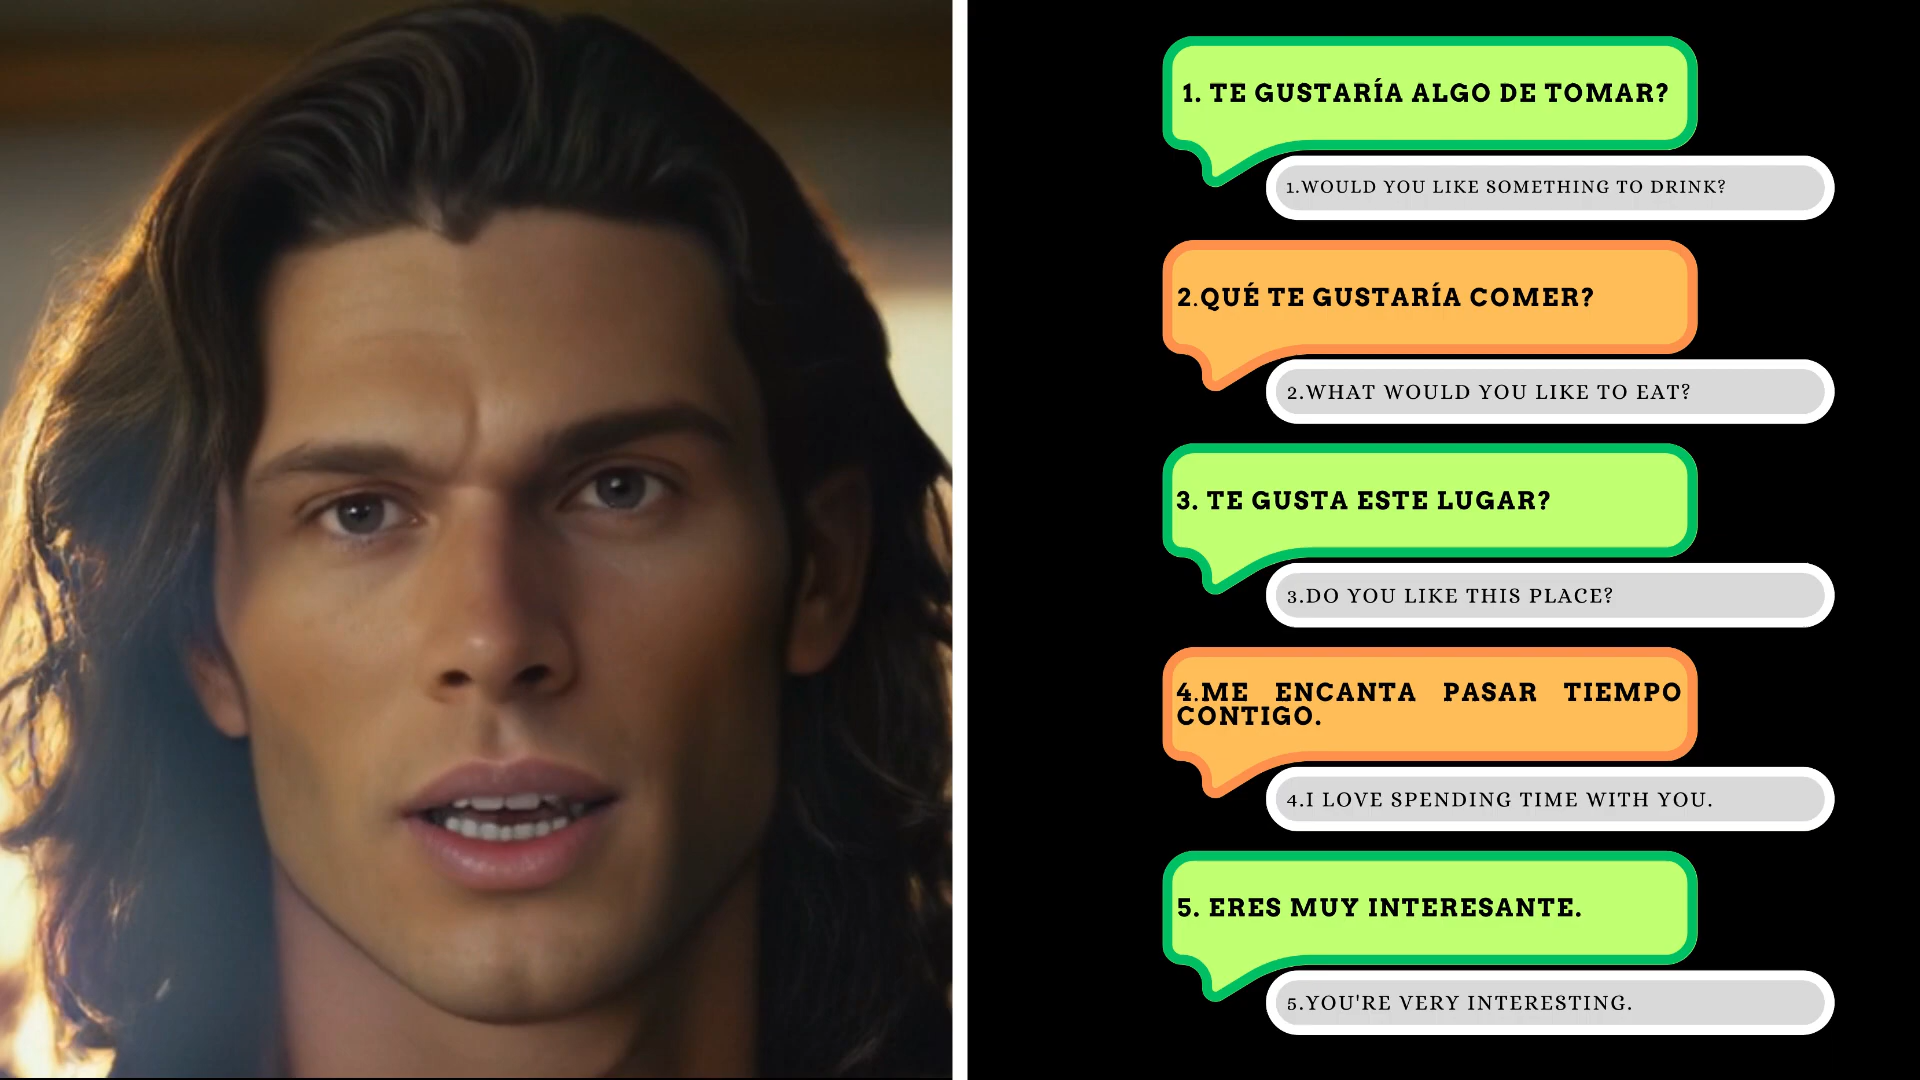 1. TE GUSTARÍA ALGO DE TOMAR?
1.WOULD YOU LIKE SOMETHING TO DRINK?
2.QUÉ TE GUSTARÍA COMER?
2.WHAT WOULD YOU LIKE TO EAT?
3. TE GUSTA ESTE LUGAR?
3.DO YOU LIKE THIS PLACE?
4.ME ENCANTA PASAR TIEMPO
CONTIGO.
4.I LOVE SPENDING TIME WITH YOU.
5. ERES MUY INTERESANTE.
5.YOU'RE VERY INTERESTING.